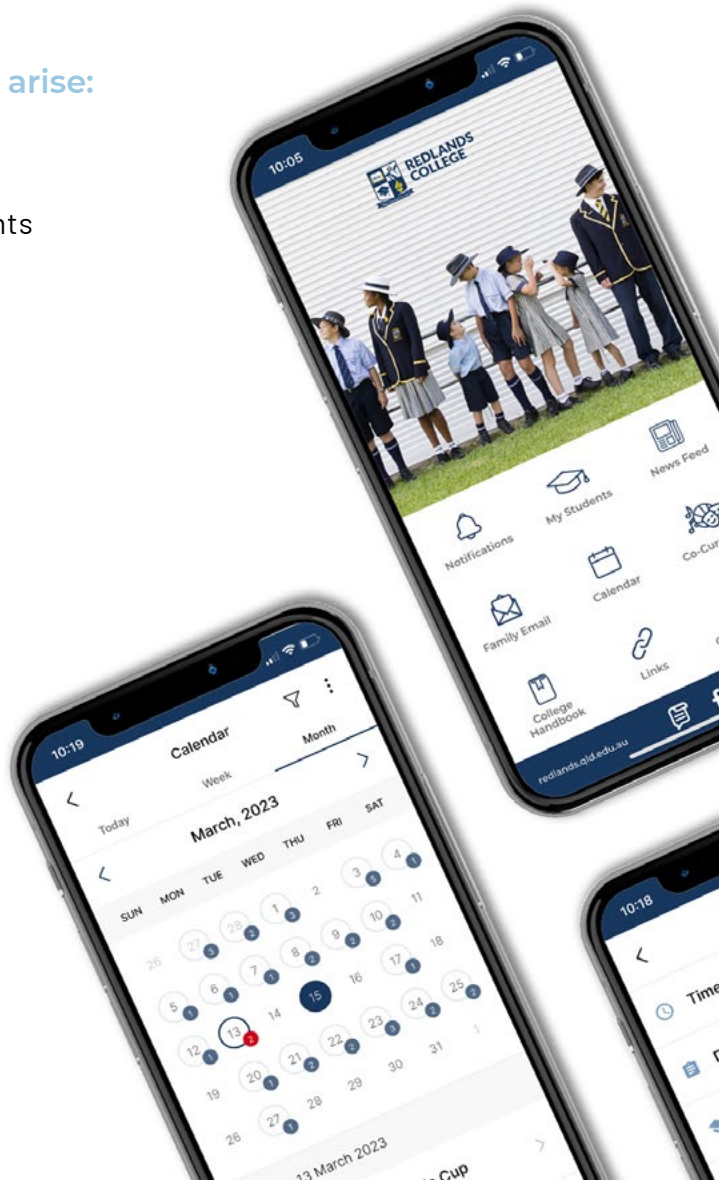 arise:
nts
10:05
REDLANDS
COLLEGE
Notifications
My Students
News Feed
Family Email
Calendar
College
Handbook
Links
redlands.qld.edu.au
10:19
Calendar
Today
Week
Month
March, 2023
SUN MON TUE WED THU FRI SAT
26 27 28 1 2 3 4
5 6 7 8 9 10 11
12 13 14 15 16 17 18
19 20 21 22 23 24 25
26 27 28 29 30 31 1
13 March 2023
Cup
10:18